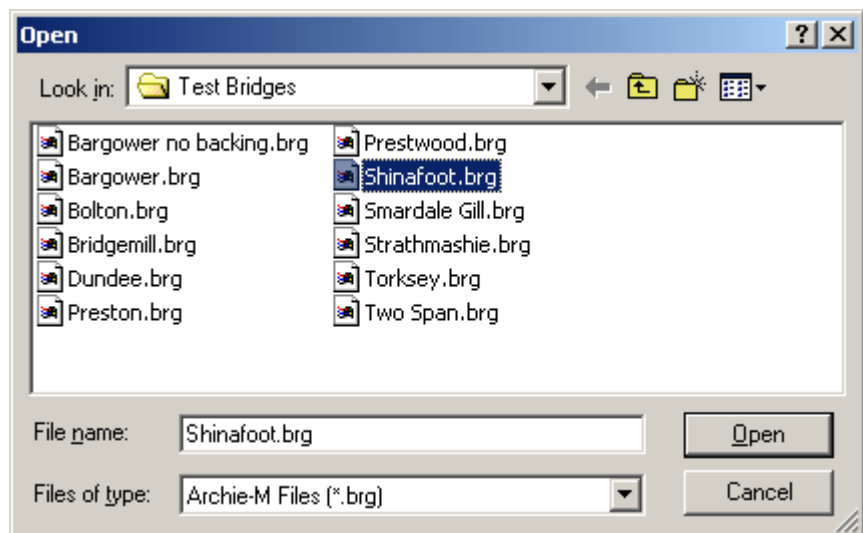 Open
Look in: Test Bridges
Bargower no backing.brg
Bargower.brg
Bolton.brg
Bridgemill.brg
Dundee.brg
Preston.brg
Prestwood.brg
Shinafoot.brg
Smardale Gill.brg
Strathmashie.brg
Torksey.brg
Two Span.brg
File name: Shinafoot.brg
Open
Files of type: Archie-M Files (*.brg)
Cancel